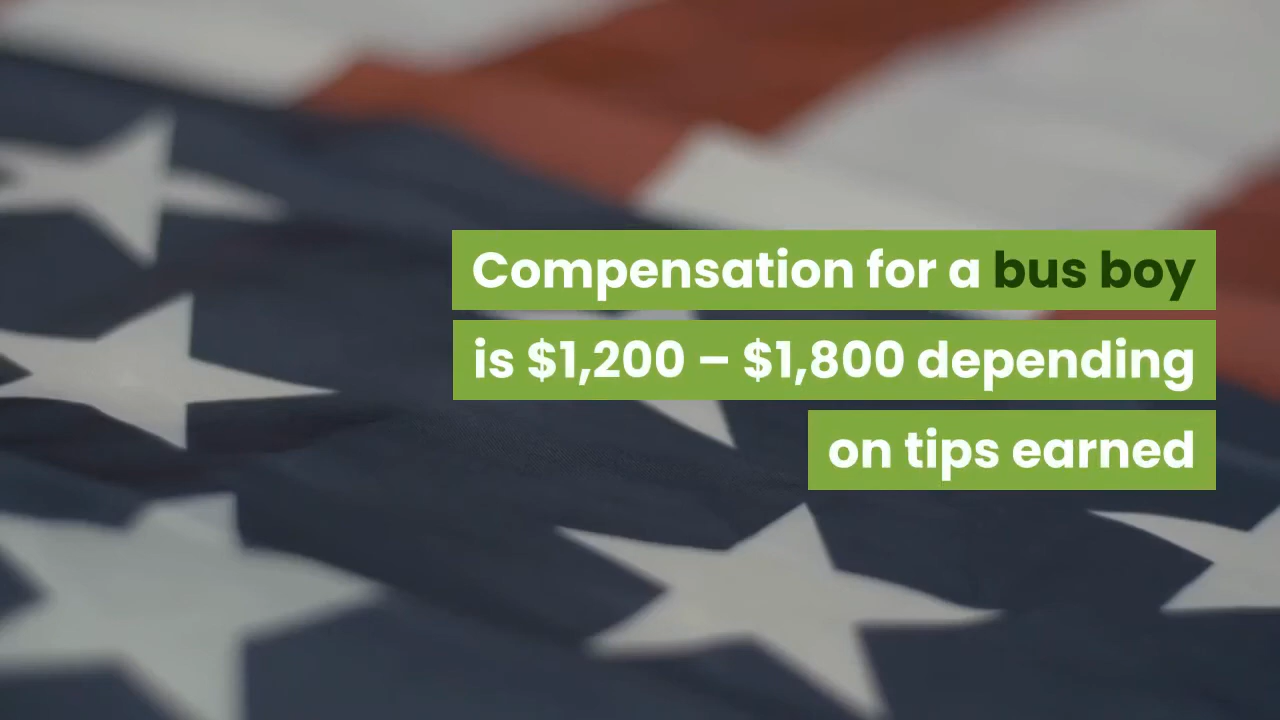 Compensation for a bus boy
is $1,200 – $1,800 depending
on tips earned